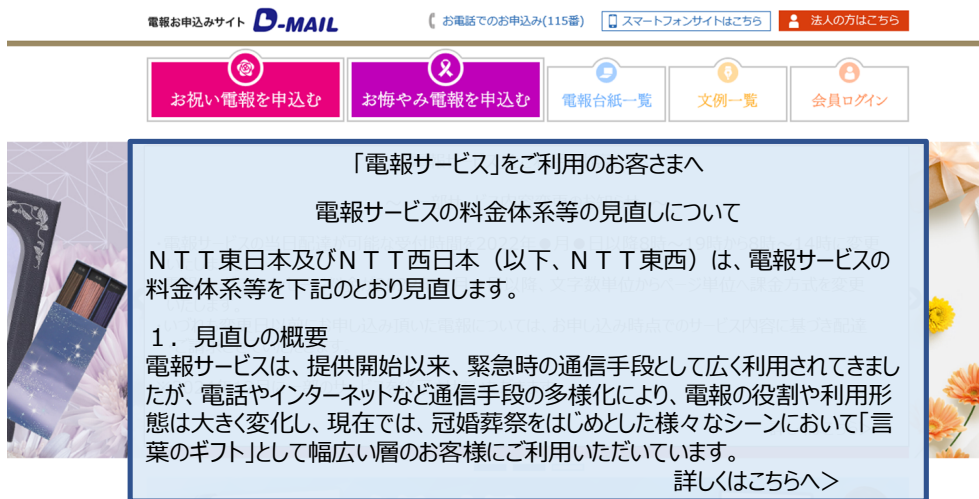 電報お申込みサイト D-MAIL
お電話でのお申込み(115番)
スマートフォンサイトはこちら
法人の方はこちら
お祝い電報を申込む
お悔やみ電報を申込む
電報台紙一覧
文例一覧
会員ログイン
「電報サービス」をご利用のお客さまへ
電報サービスの料金体系等の見直しについて
NTT東日本及びNTT西日本（以下、NTT東西）は、電報サービスの
料金体系等を下記のとおり見直します。
1．見直しの概要
電報サービスは、提供開始以来、緊急時の通信手段として広く利用されてきまし
たが、電話やインターネットなど通信手段の多様化により、電報の役割や利用形
態は大きく変化し、現在では、冠婚葬祭をはじめとした様々なシーンにおいて「言
葉のギフト」として幅広い層のお客様にご利用いただいています。
詳しくはこちらへ＞